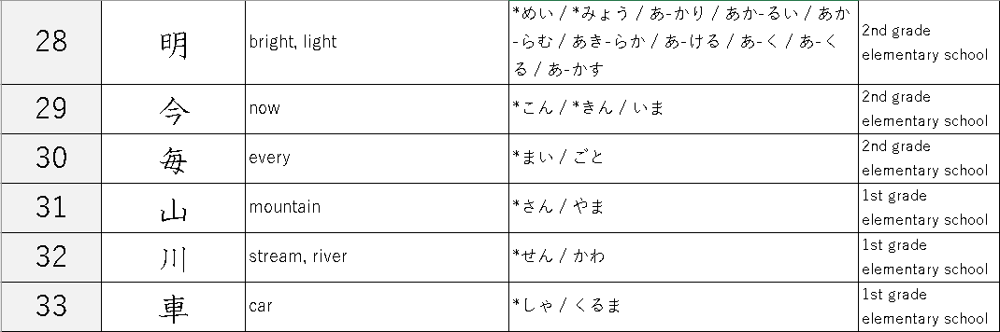 28 明 bright, light *めい / *みょう / あ-かり / あか-るい / あか
-らむ / あき-らか / あ-ける / あ-く / あ-く
る / あ-かす 2nd grade
elementary school
29 今 now *こん / *きん / いま 2nd grade
elementary school
30 毎 every *まい / ごと 2nd grade
elementary school
31 山 mountain *さん / やま 1st grade
elementary school
32 川 stream, river *せん / かわ 1st grade
elementary school
33 車 car *しゃ / くるま 1st grade
elementary school